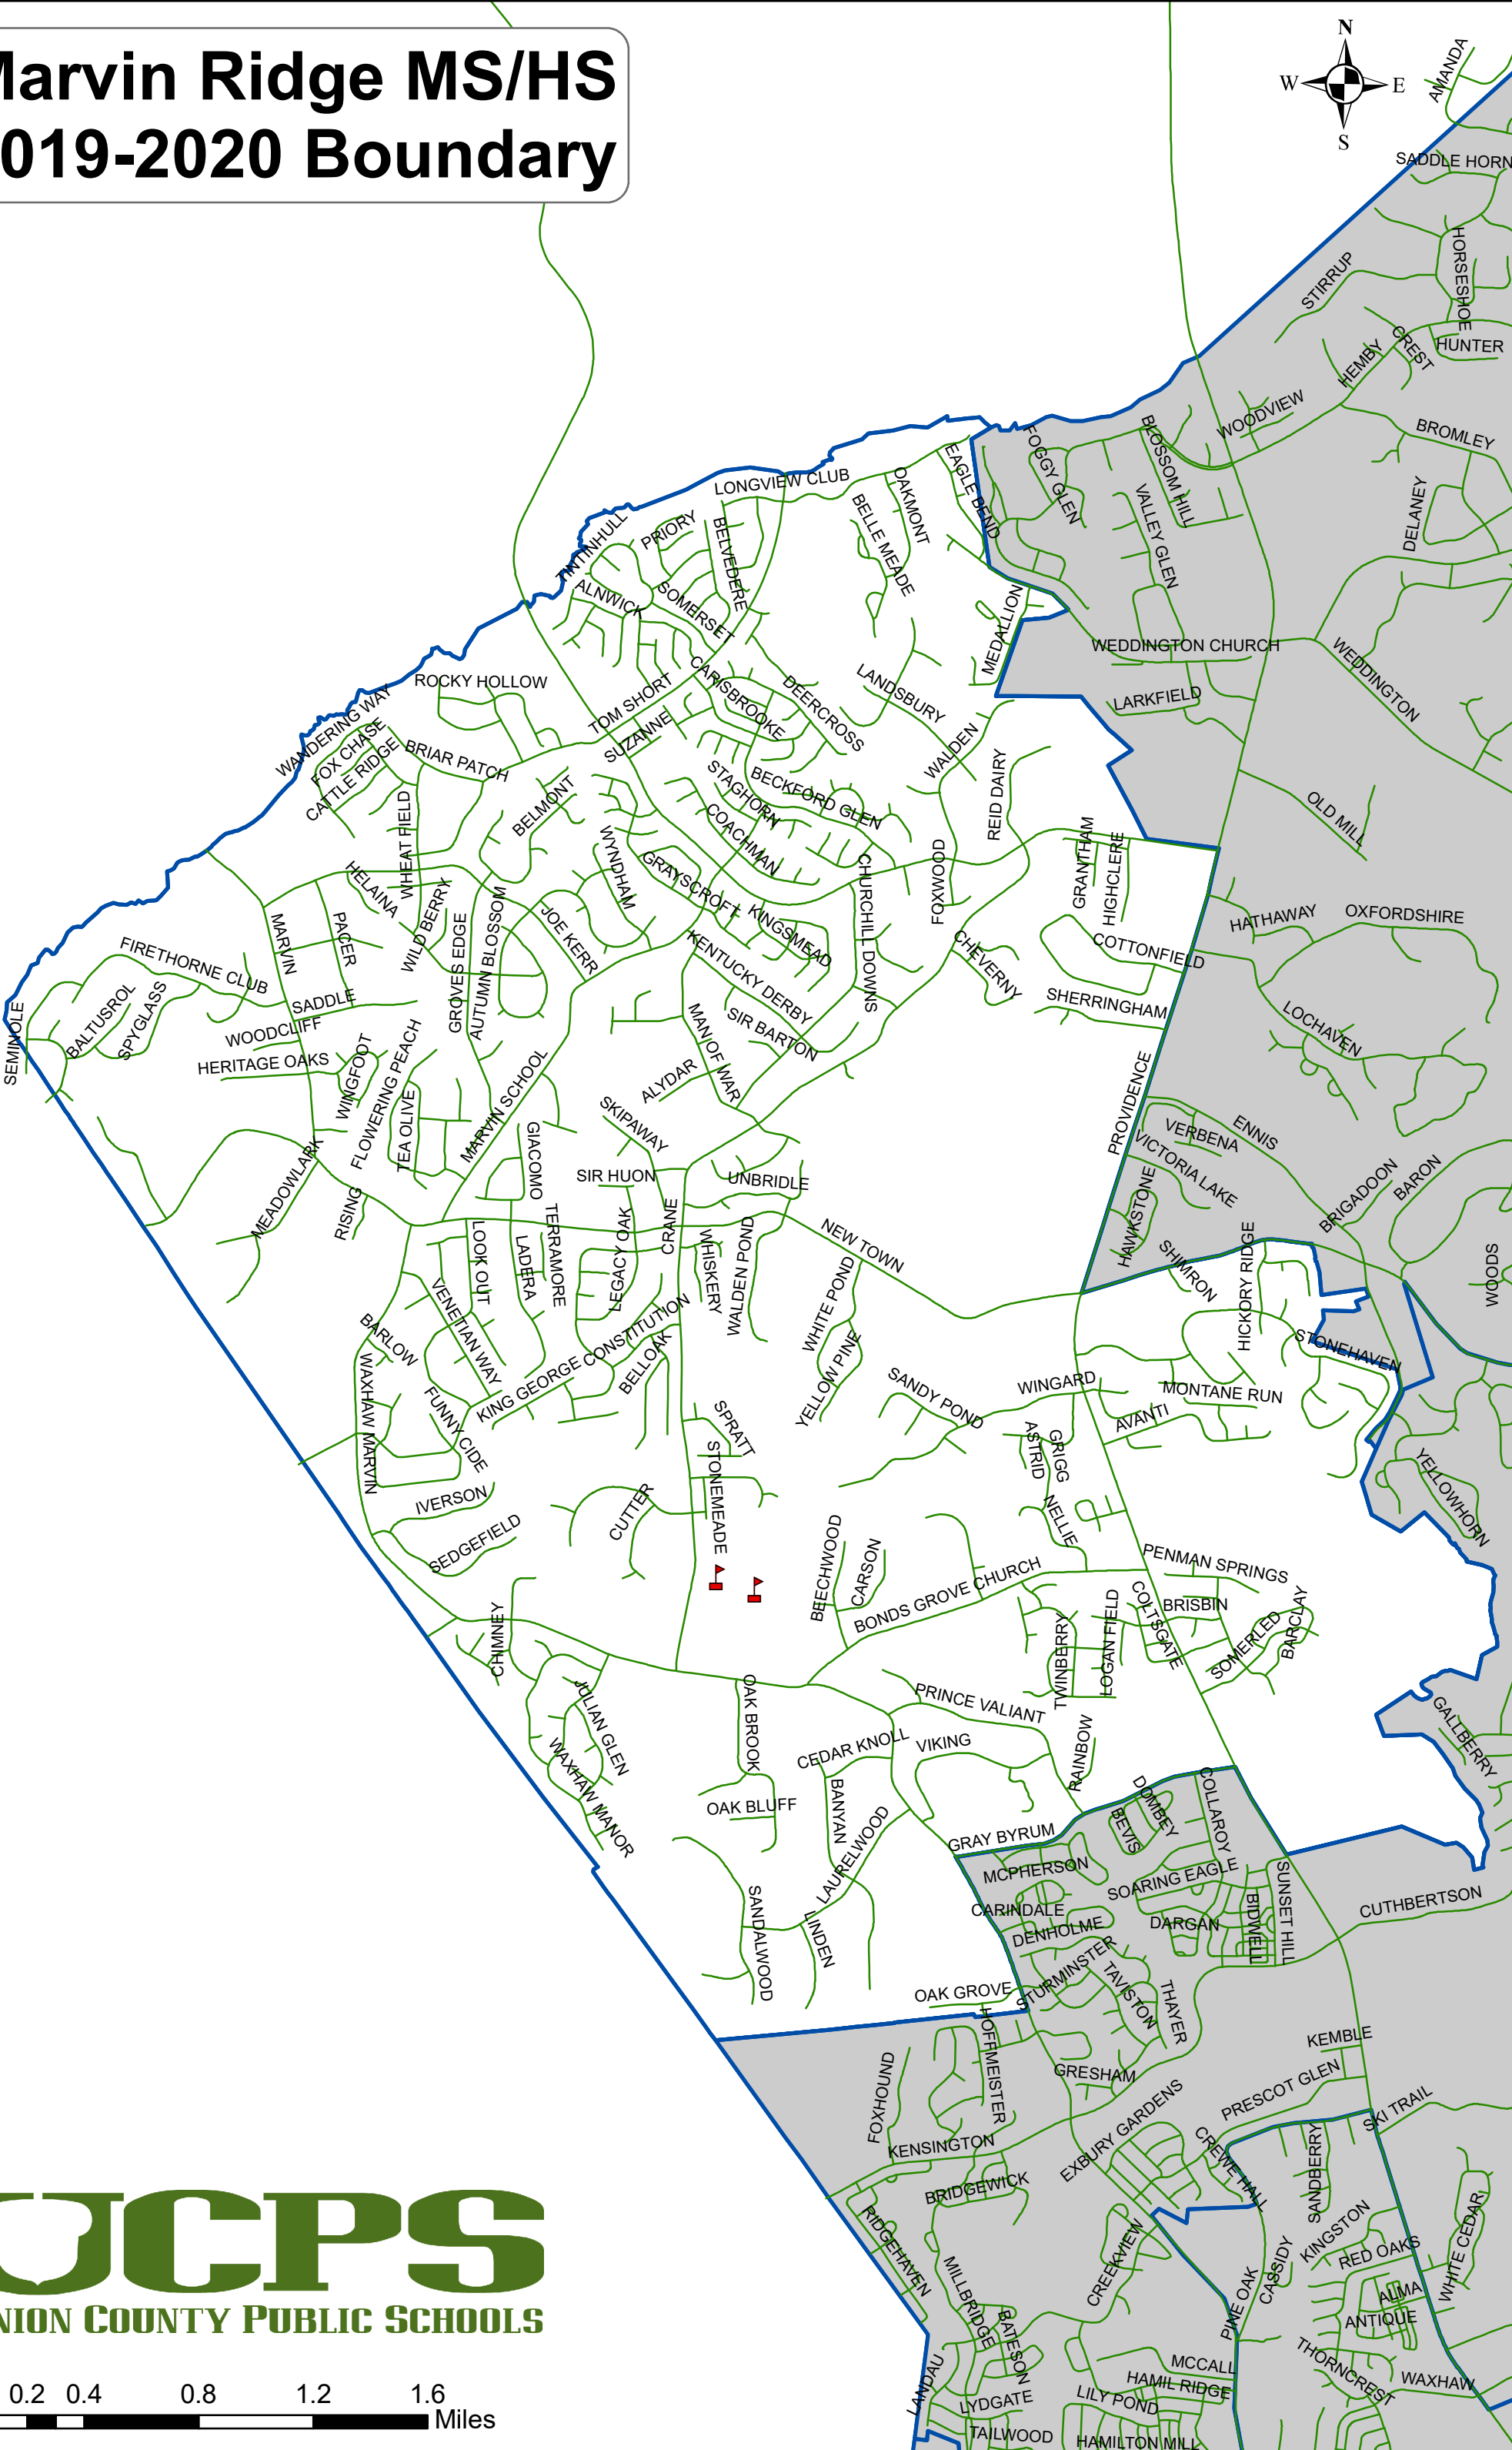 Marvin Ridge MS/HS
019-2020 Boundary
N
W
E
S
AMANDA
SADDLE HORN
HORSESHOE
STIRRUP
CREST
HUNTER
HEMBY
WOODVIEW
BROMLEY
BLOSSOM HILL
FOGGY GLEN
EAGLE BEND
LONGVIEW CLUB
OAKMONT
BELLE MEADE
VALLEY GLEN
DELANEY
TINTINHULL
PRIORY
BELVEDERE
ALNWICK
SOMERSET
MEDALLION
WEDDINGTON CHURCH
WEDDINGTON
LARKFIELD
ROCKY HOLLOW
CARISBROOKE
DEERCROSS
LANDSBURY
WANDERING WAY
FOX CHASE
CATTLE RIDGE
TOM SHORT
SUZANNE
WALDEN
BRIAR PATCH
BELMONT
STAGHORN
BECKFORD GLEN
REID DAIRY
OLD MILL
WHEAT FIELD
COACHMAN
WYNDHAM
GRAYSCROFT
CHURCHILL DOWNS
FOXWOOD
GRANTHAM
HIGHCLERE
HELAINA
WILD BERRY
AUTUMN BLOSSOM
GROVES EDGE
JOE KERR
KINGSMEAD
HATHAWAY
OXFORDSHIRE
MARVIN
PACER
FIRETHORNE CLUB
KENTUCKY DERBY
CHEVERNY
COTTONFIELD
BALTUSROL
SPYGLASS
SADDLE
SHERRINGHAM
SEMINOLE
WOODCLIFF
HERITAGE OAKS
MAN OF WAR
SIR BARTON
LOCHAVEN
WINGFOOT
FLOWERING PEACH
TEA OLIVE
MARVIN SCHOOL
ALYDAR
SKIPAWAY
PROVIDENCE
VERBENA
ENNIS
VICTORIA LAKE
GIACOMO
SIR HUON
UNBRIDLE
MEADOWLARK
RISING
HAWKSTONE
BRIGADOON
BARON
LOOK OUT
LADERA
TERRAMORE
LEGACY OAK
CRANE
WHISKERY
WALDEN POND
NEW TOWN
SHIMRON
HICKORY RIDGE
WOODS
WHITE POND
YELLOW PINE
VENETIAN WAY
BARLOW
KING GEORGE
CONSTITUTION
BELLOAK
STONEHAVEN
WAXHAW MARVIN
FUNNY CIDE
SANDY POND
WINGARD
MONTANE RUN
AVANTI
SPRATT
STONEMEADE
ASTRID
GRIGG
YELLOWHORN
IVERSON
CUTTER
SEDGEFIELD
NELLIE
BEECHWOOD
CARSON
BONDS GROVE CHURCH
PENMAN SPRINGS
BRISBIN
COLTSGATE
SOMERLED
BARCLAY
CHIMNEY
TWINBERRY
LOGAN FIELD
JULIAN GLEN
WAXHAW MANOR
OAK BROOK
PRINCE VALIANT
CEDAR KNOLL
VIKING
RAINBOW
GALLBERRY
OAK BLUFF
BANYAN
LAURELWOOD
GRAY BYRUM
DOMBEY
BEVIS
COLLAROY
MCPHERSON
SOARING EAGLE
SUNSET HILL
CUTHBERTSON
CARINDALE
DENHOLME
DARGAN
BIDWELL
SANDALWOOD
LINDEN
STURMINSTER
TAVISTON
THAYER
OAK GROVE
HOFFMEISTER
KEMBLE
GRESHAM
PRESCOT GLEN
SKI TRAIL
FOXHOUND
KENSINGTON
EXBURY GARDENS
CREWE HALL
SANDBERRY
BRIDGEWICK
KINGSTON
RED OAKS
WHITE CEDAR
RIDGEHAVEN
MILLBRIDGE
CREEKVIEW
CASSIDY
PINE OAK
ALMA
ANTIQUE
BATESON
THORNCREST
WAXHAW
MCCALL
HAMIL RIDGE
LANDAU
LYDGATE
LILY POND
TAILWOOD
HAMILTON MILL
UCPS
NION COUNTY PUBLIC SCHOOLS
0.2 0.4 0.8 1.2 1.6
Miles